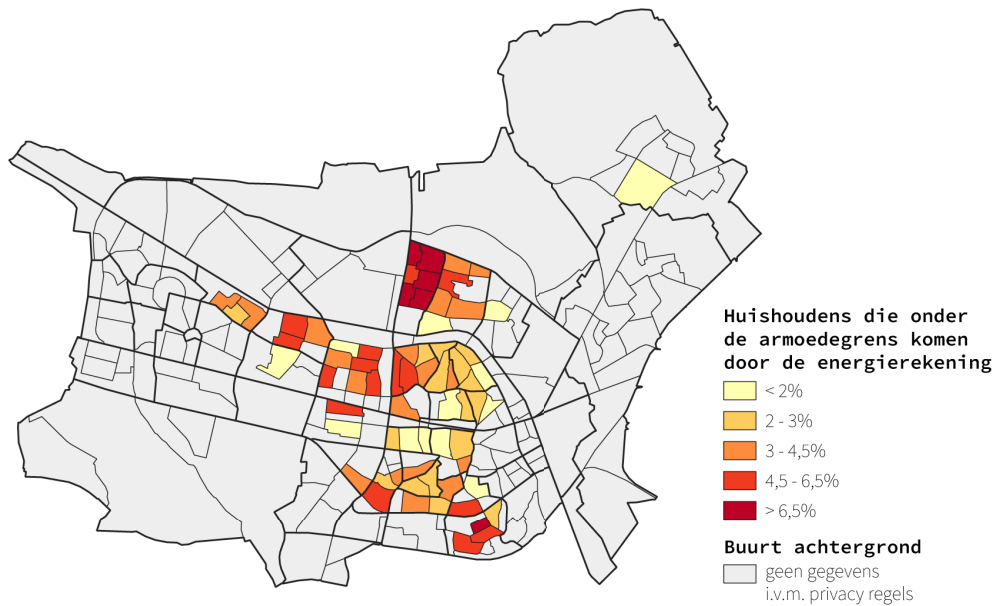 Huishoudens die onder
de armoedegrens komen
door de energierekening
< 2%
2 - 3%
3 - 4,5%
4,5 - 6,5%
> 6,5%
Buurt achtergrond
geen gegevens
i.v.m. privacy regels